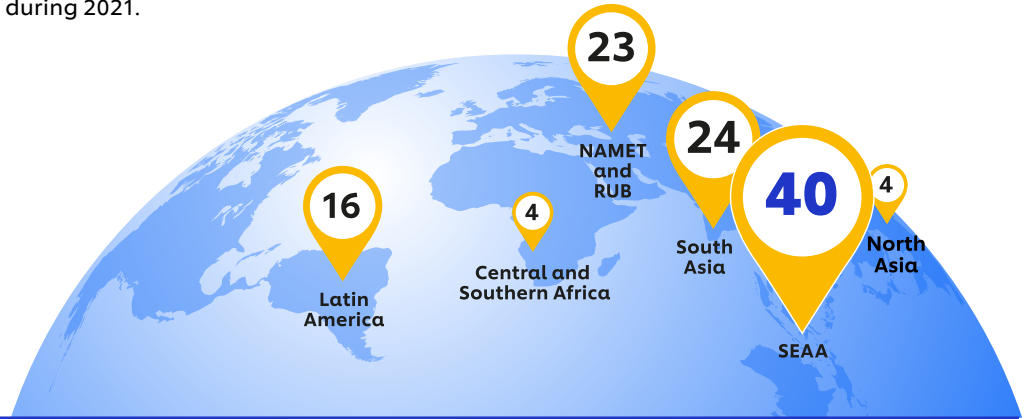 during 2021.
23
NAMET
and
RUB
24
South
Asia
40
SEAA
4
North
Asia
16
Latin
America
4
Central and
Southern Africa